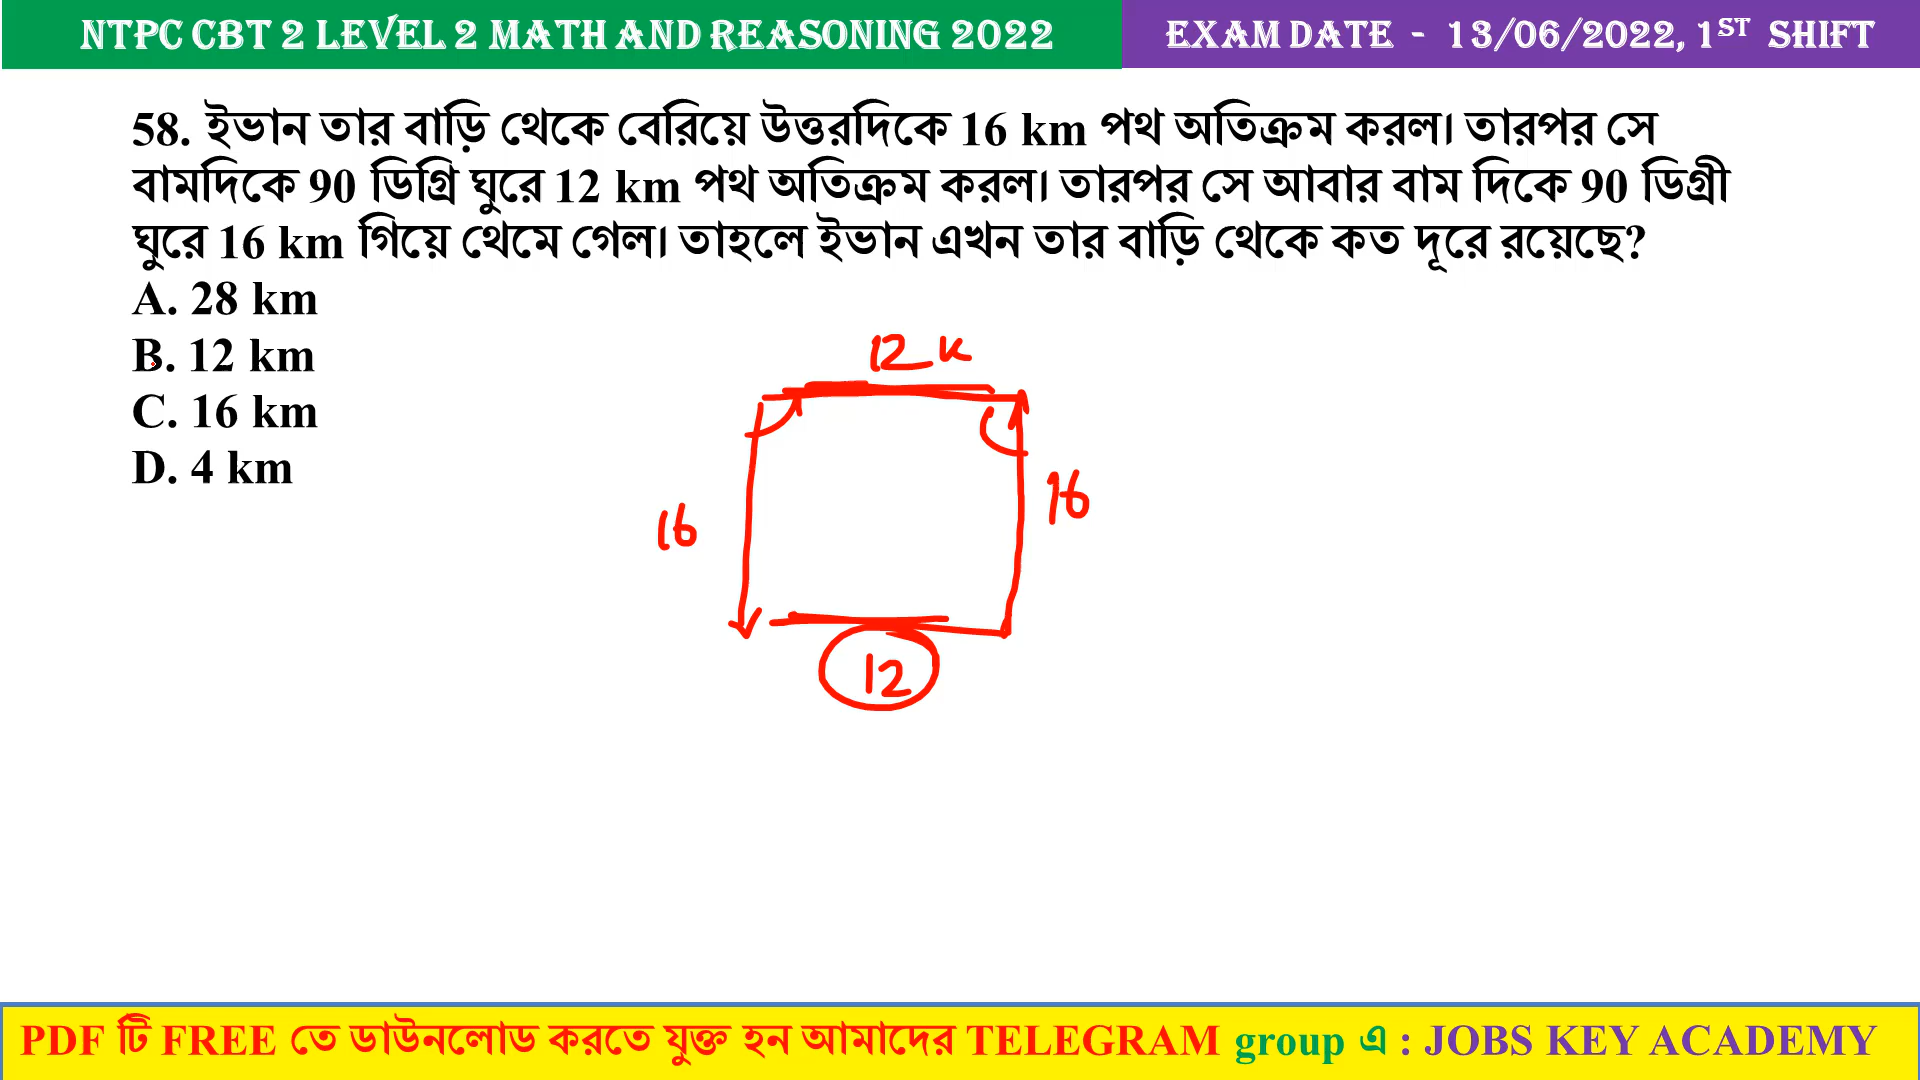 NTPC CBT 2 LEVEL 2 MATH AND REASONING 2022
EXAM DATE - 13/06/2022, 1ST SHIFT
58. ইভান তার বাড়ি থেকে বেরিয়ে উত্তরদিকে 16 km পথ অতিক্রম করল। তারপর সে
বামদিকে 90 ডিগ্রি ঘুরে 12 km পথ অতিক্রম করল। তারপর সে আবার বাম দিকে 90 ডিগ্রী
ঘুরে 16 km গিয়ে থেমে গেল। তাহলে ইভান এখন তার বাড়ি থেকে কত দূরে রয়েছে?
A. 28 km
B. 12 km
C. 16 km
D. 4 km
12 K
16
16
12
PDF টি FREE তে ডাউনলোড করতে যুক্ত হন আমাদের TELEGRAM group এ : JOBS KEY ACADEMY